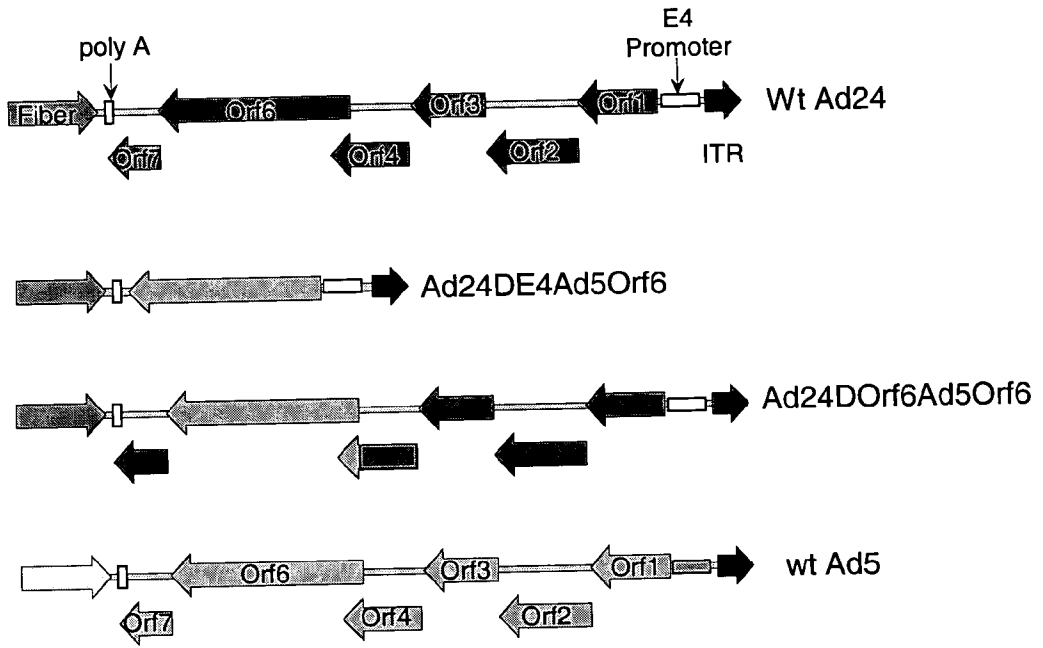 E4
Promoter
poly A
Fiber Orf6 Orf3 Orf1 Wt Ad24
Orf7 Orf4 Orf2 ITR
Ad24DE4Ad5Orf6
Ad24DOrf6Ad5Orf6
Orf6 Orf3 Orf1 wt Ad5
Orf7 Orf4 Orf2